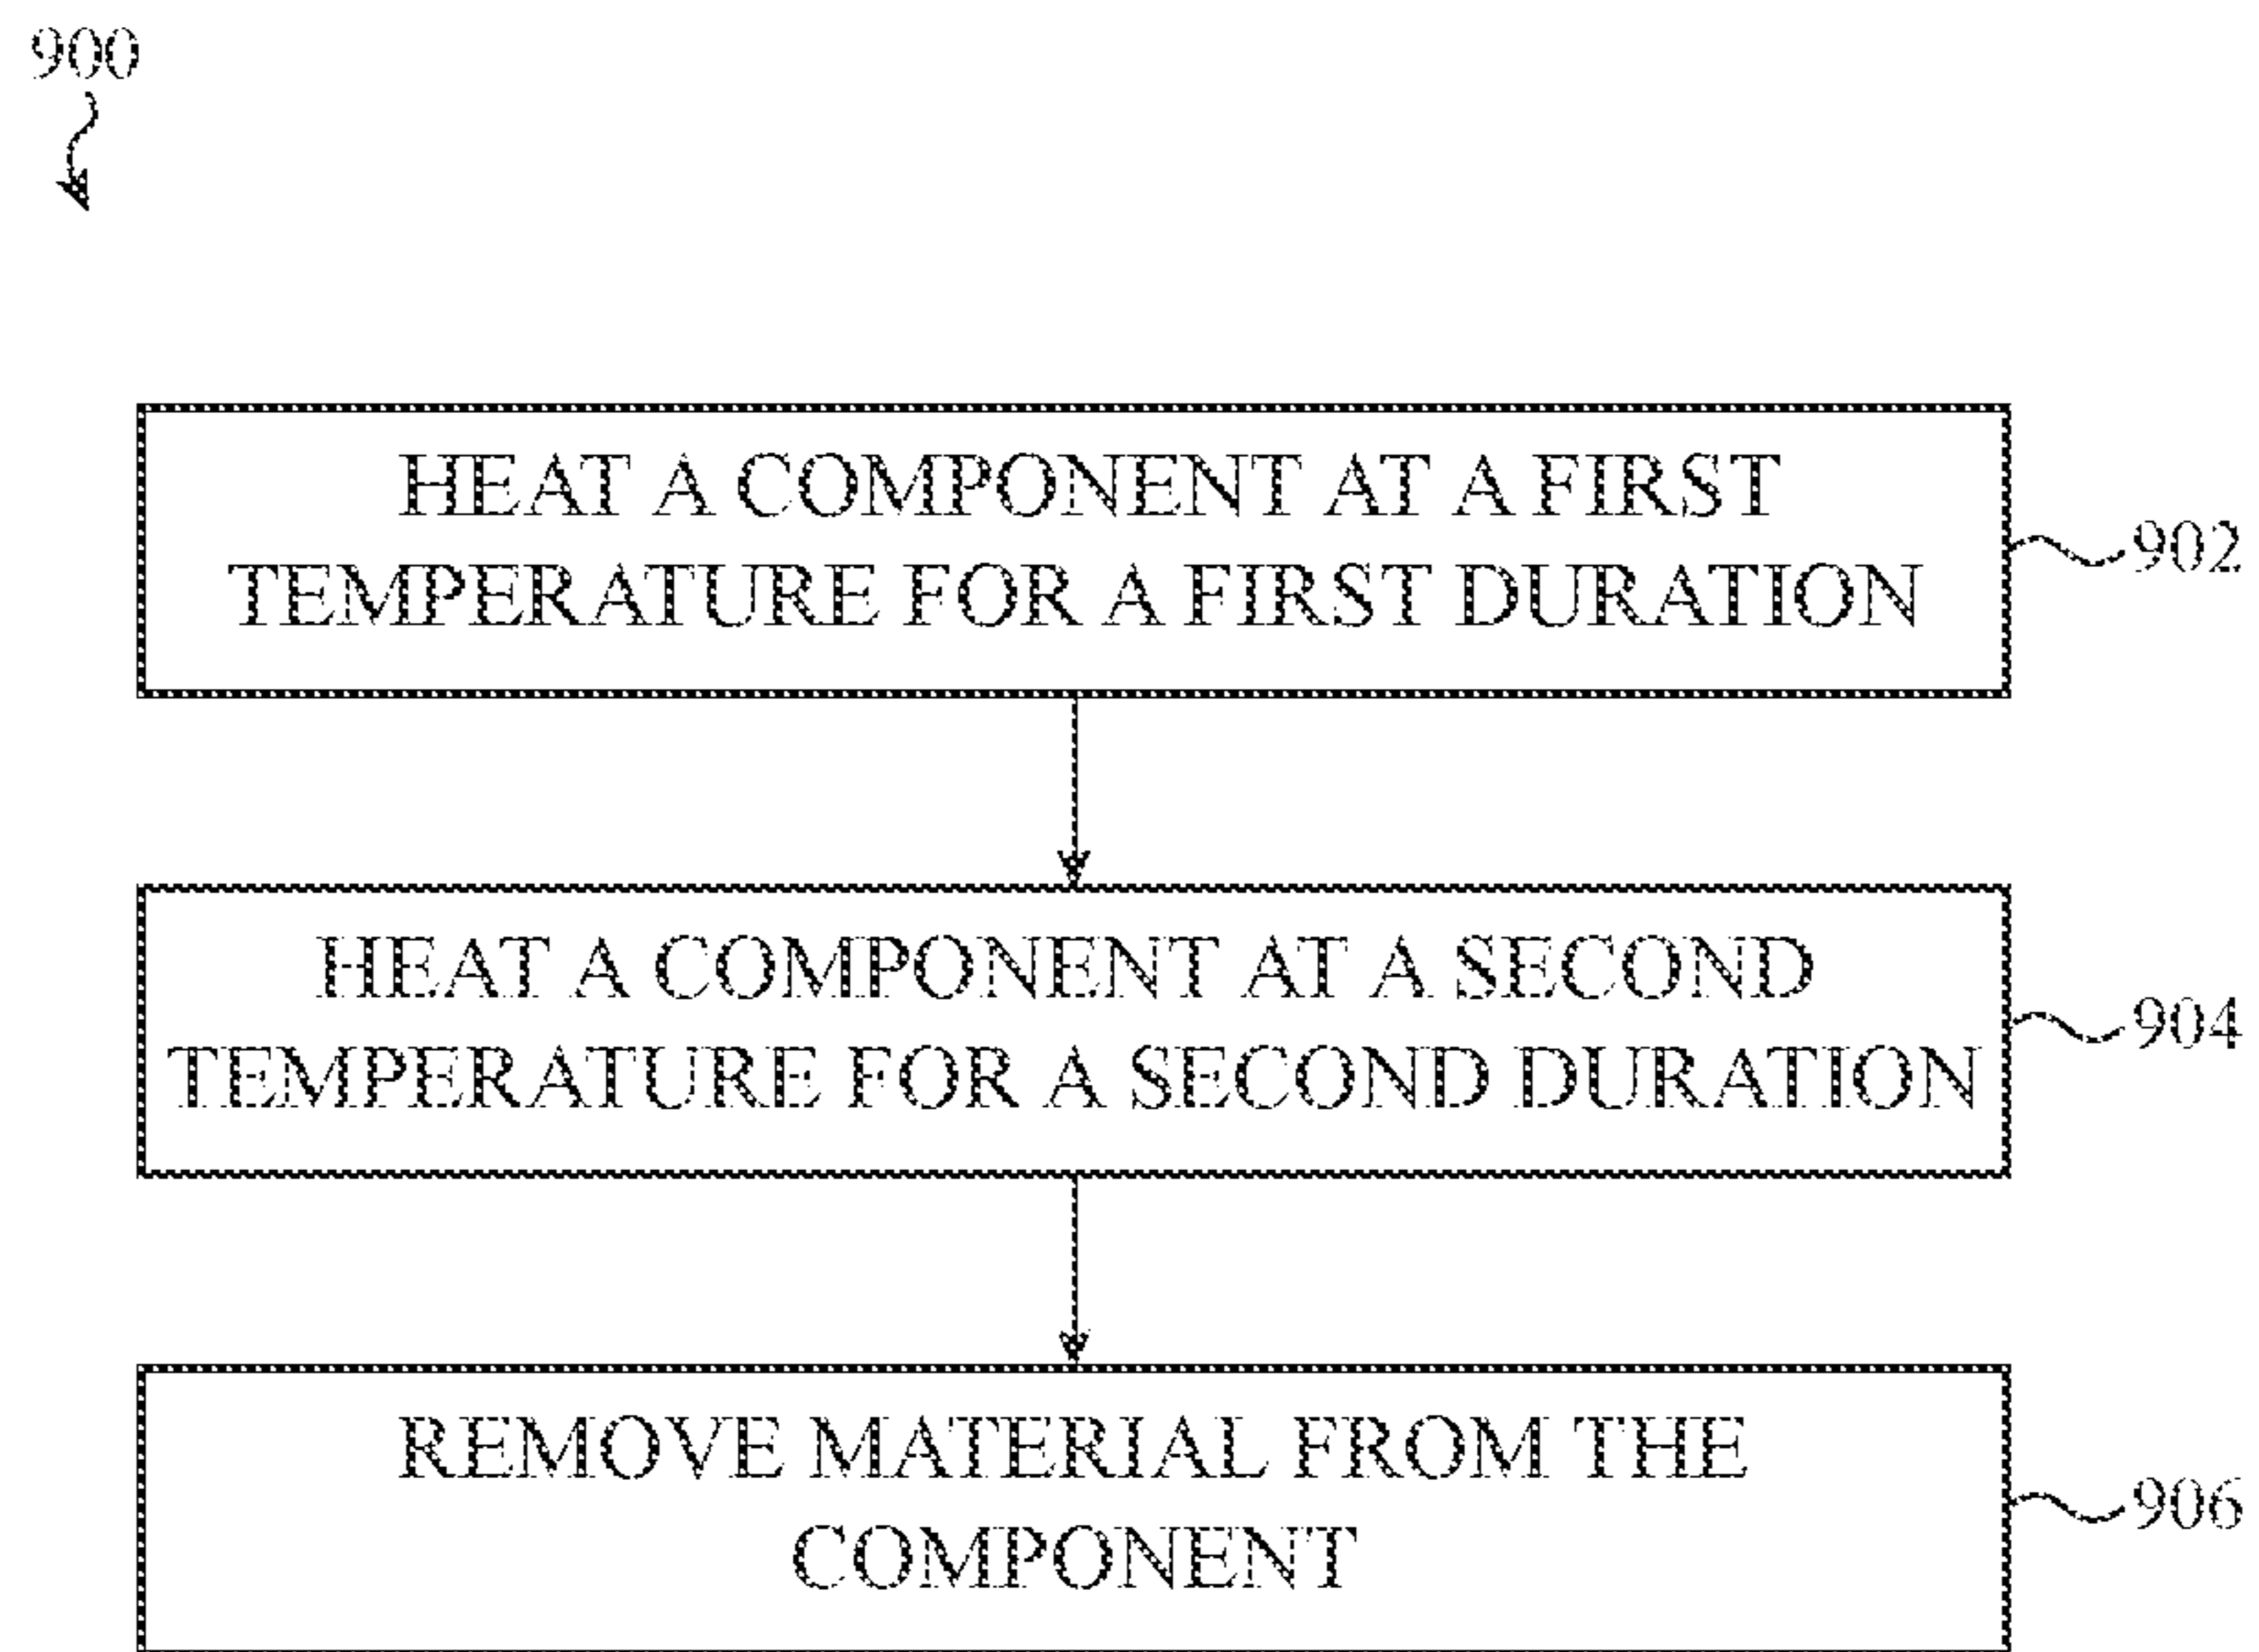 900
HEAT A COMPONENT AT A FIRST
TEMPERATURE FOR A FIRST DURATION
902
HEAT A COMPONENT AT A SECOND
TEMPERATURE FOR A SECOND DURATION
904
REMOVE MATERIAL FROM THE
COMPONENT
906